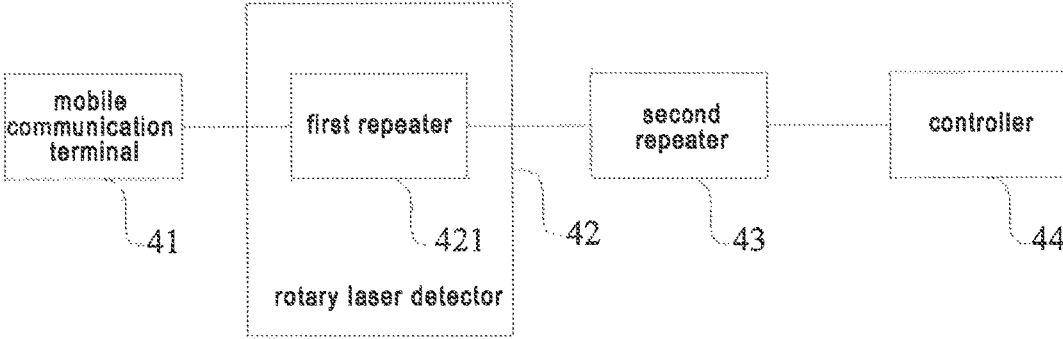 mobile
communication
terminal
first repeater
second
repeater
controller
41
421
42
43
44
rotary laser detector